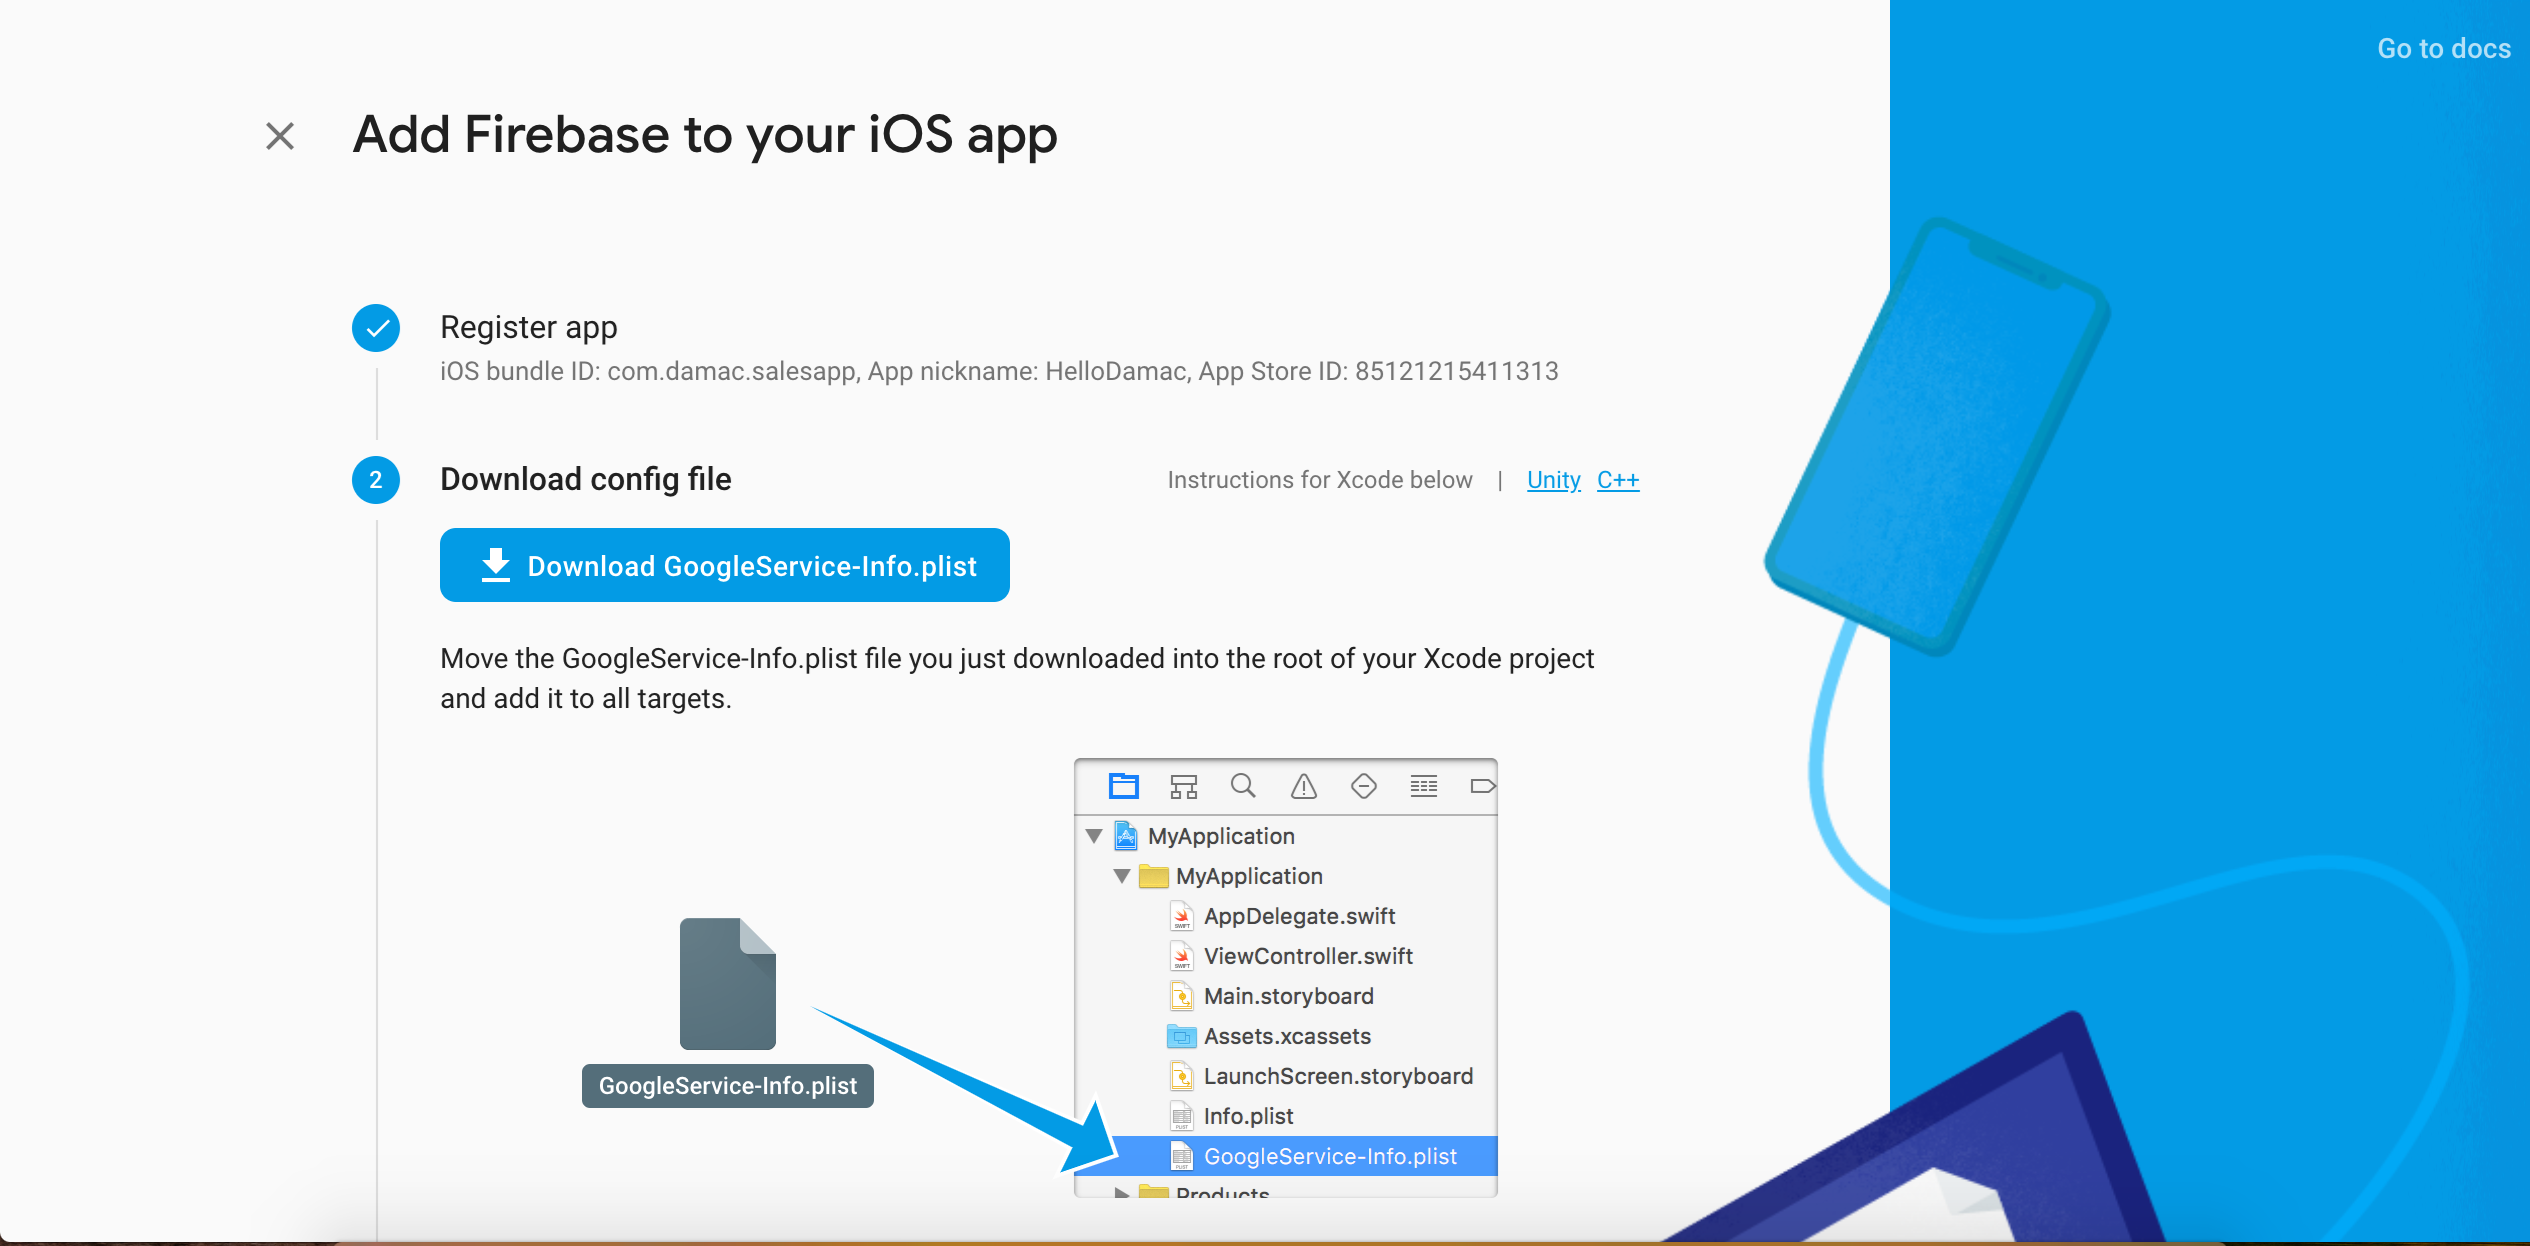 Go to docs
Add Firebase to your iOS app
Register app
iOS bundle ID: com.damac.salesapp, App nickname: HelloDamac, App Store ID: 85121215411313
2
Download config file
Instructions for Xcode below | Unity C++
Download GoogleService-Info.plist
Move the GoogleService-Info.plist file you just downloaded into the root of your Xcode project
and add it to all targets.
GoogleService-Info.plist
MyApplication
MyApplication
AppDelegate.swift
ViewController.swift
Main.storyboard
Assets.xcassets
LaunchScreen.storyboard
Info.plist
GoogleService-Info.plist
Products